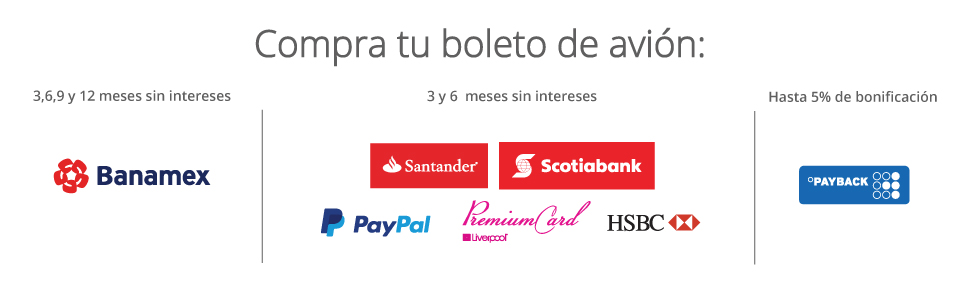 Compra tu boleto de avión:
3,6,9 y 12 meses sin intereses
Banamex
3 y 6 meses sin intereses
Santander
Scotiabank
PayPal
PremiumCard
Liverpool
HSBC
Hasta 5% de bonificación
PAYBACK